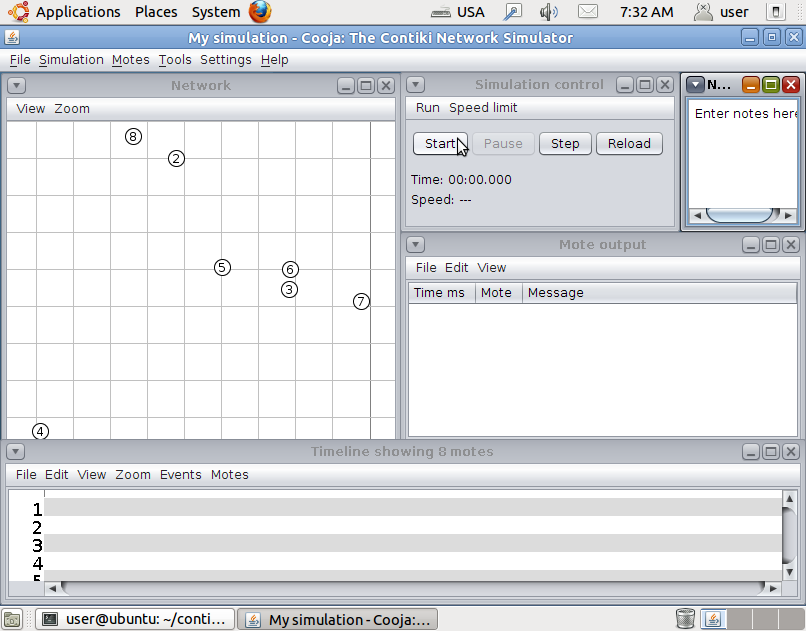 Applications Places System USA 7:32 AM user
My simulation - Cooja: The Contiki Network Simulator
File Simulation Motes Tools Settings Help
Network
View Zoom
8
2
5
6
3
7
4
Simulation control
Run Speed limit
Start Pause Step Reload
Time: 00:00.000
Speed: ---
N...
Enter notes here
Mote output
File Edit View
Time ms Mote Message
Timeline showing 8 motes
File Edit View Zoom Events Motes
1
2
3
4
5
user@ubuntu: ~/conti... My simulation - Cooja:...